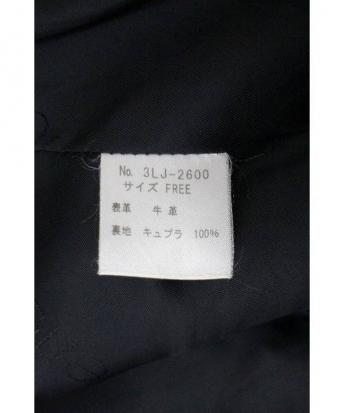 No. 3LJ-2600
サイズ FREE
表革 牛革
裏地 キュプラ 100%